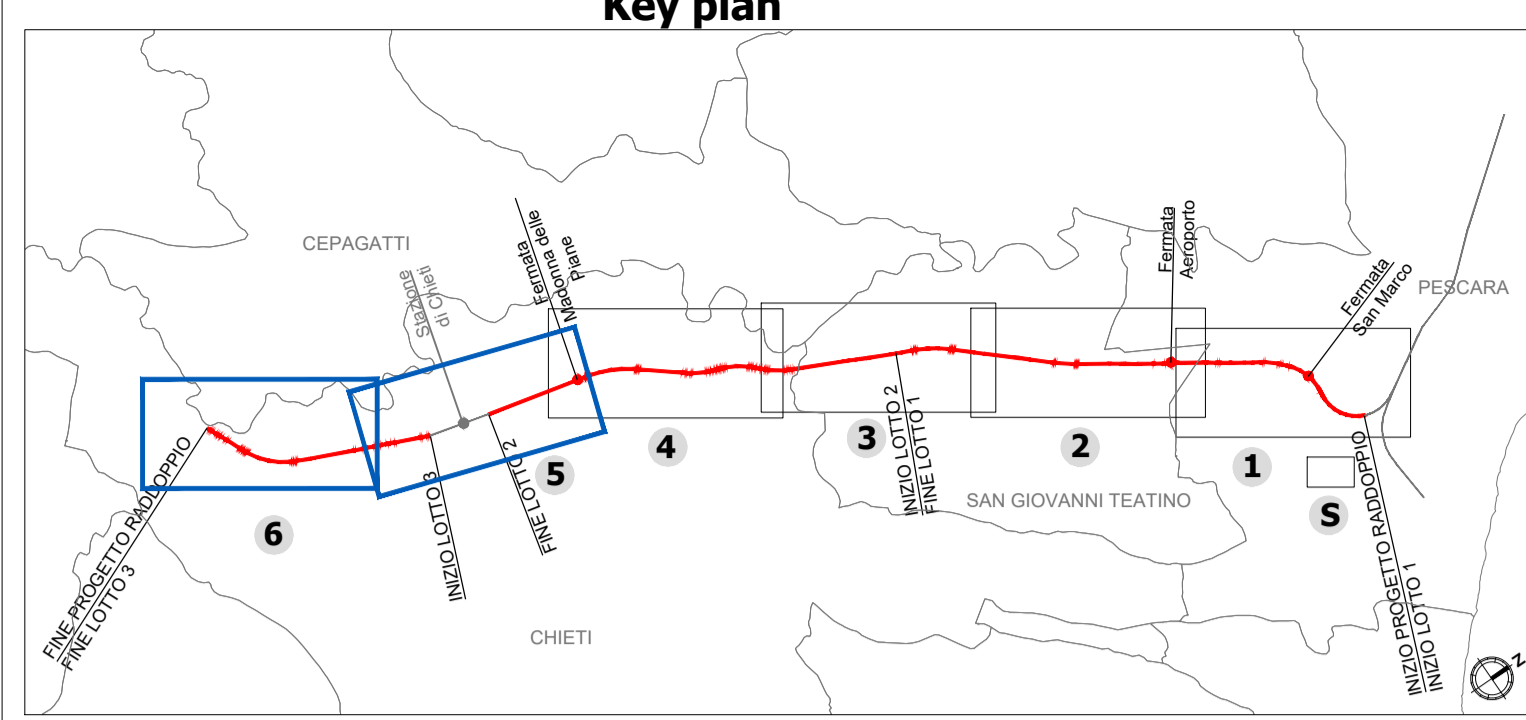 Key plan
CEPAGATTI
Stazione
di Chieti
Fermata
Madonna delle
Piane
Fermata
Aeroporto
Fermata
San Marco
PESCARA
4
3
2
1
5
6
S
INIZIO LOTTO 2
FINE LOTTO 1
SAN GIOVANNI TEATINO
FINE LOTTO 2
INIZIO LOTTO 3
FINE PROGETTO RADDOPPIO
FINE LOTTO 3
CHIETI
INIZIO PROGETTO RADDOPPIO
INIZIO LOTTO 1
N